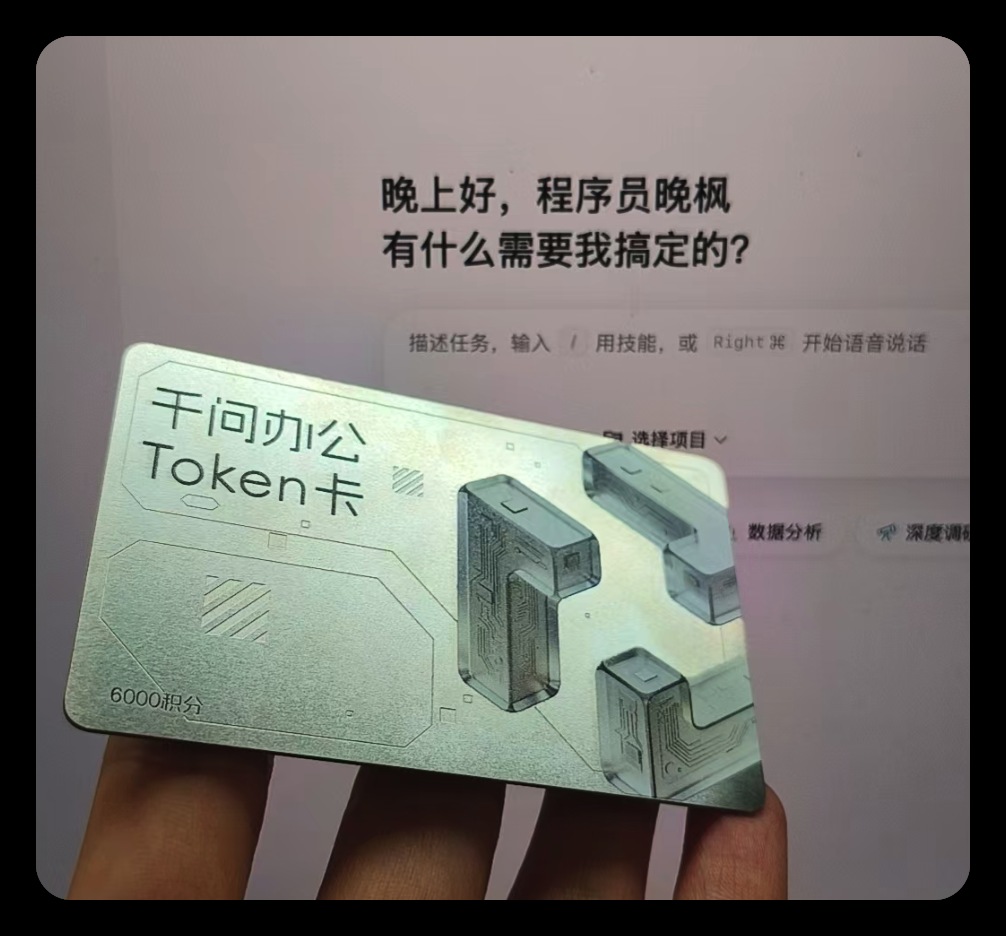 晚上好，程序员晚枫
有什么需要我搞定的？
描述任务，输入 / 用技能，或 Right⌘ 开始语音说话
选择项目
数据分析
深度调
千问办公
Token卡
6000积分